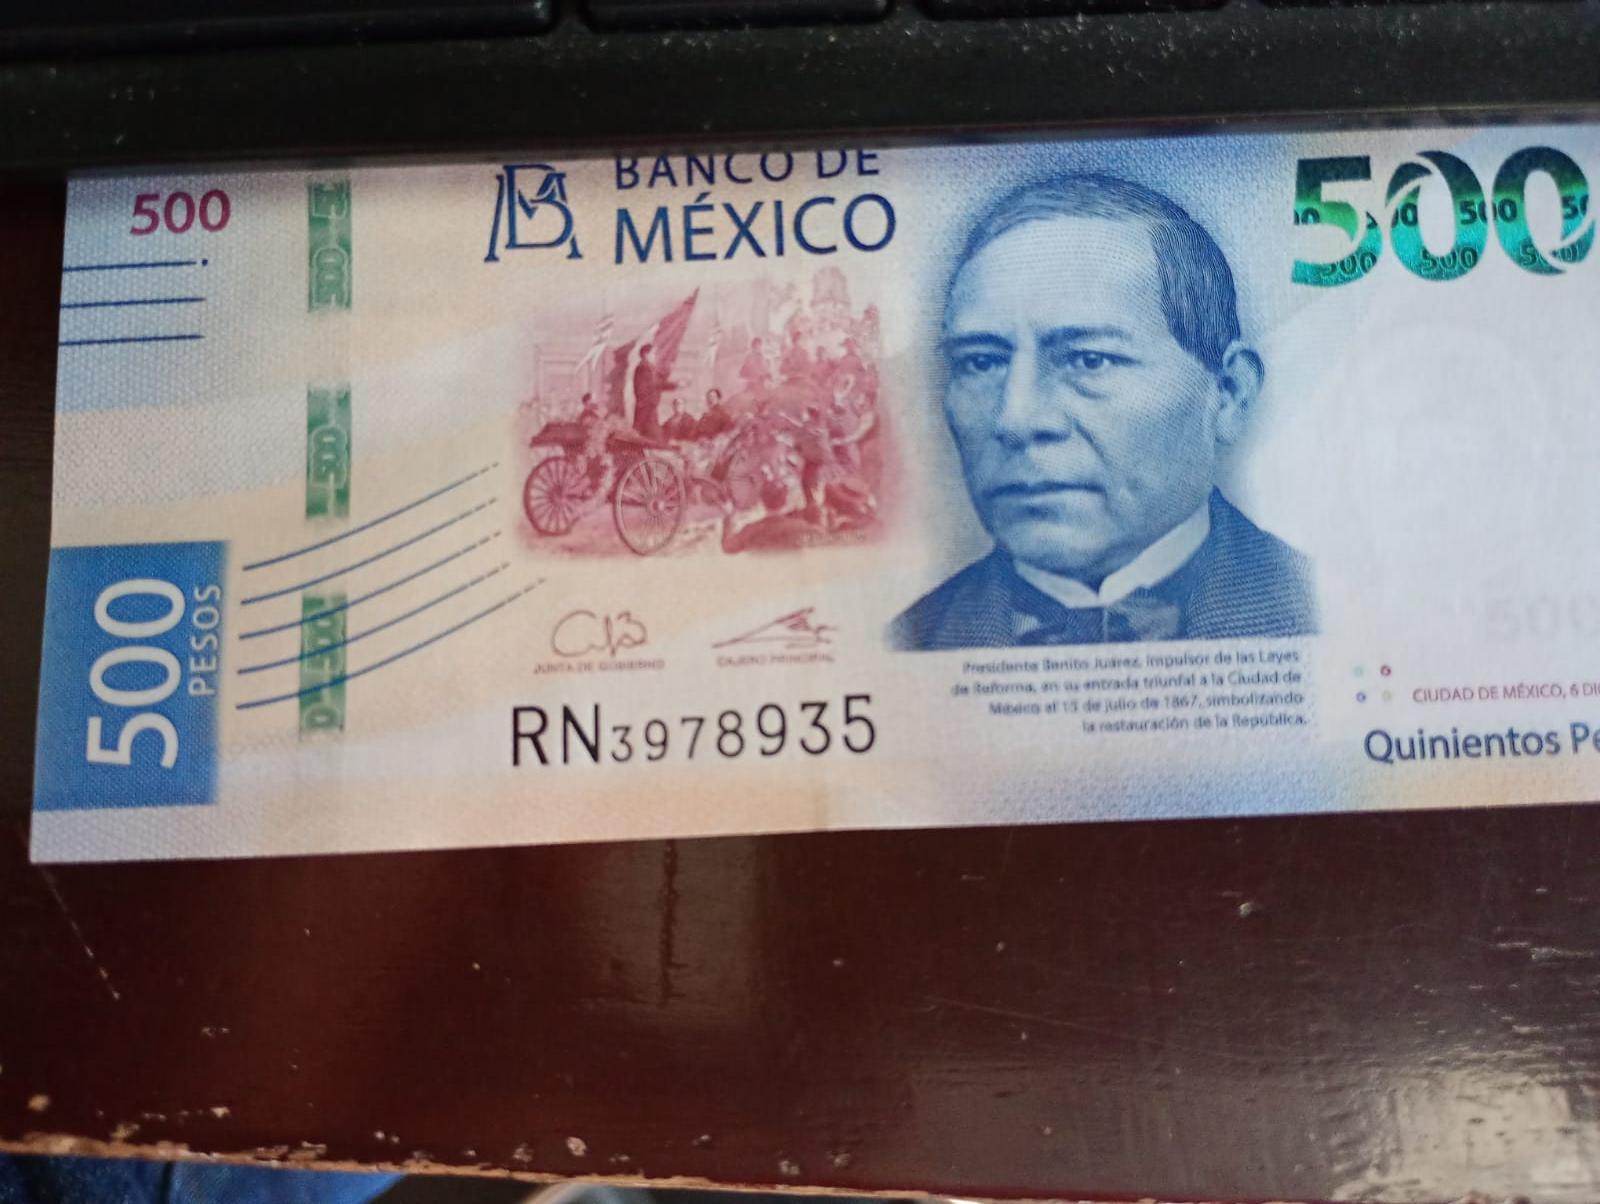 500
BANCO DE
MÉXICO
500
500 PESOS
JUNTA DE GOBIERNO
CAJERO PRINCIPAL
RN3978935
Presidente Benito Juárez, impulsor de las Leyes
de Reforma, en su entrada triunfal a la Ciudad de
México el 15 de julio de 1867, simbolizando
la restauración de la República.
CIUDAD DE MÉXICO, 6 DI
Quinientos Pe